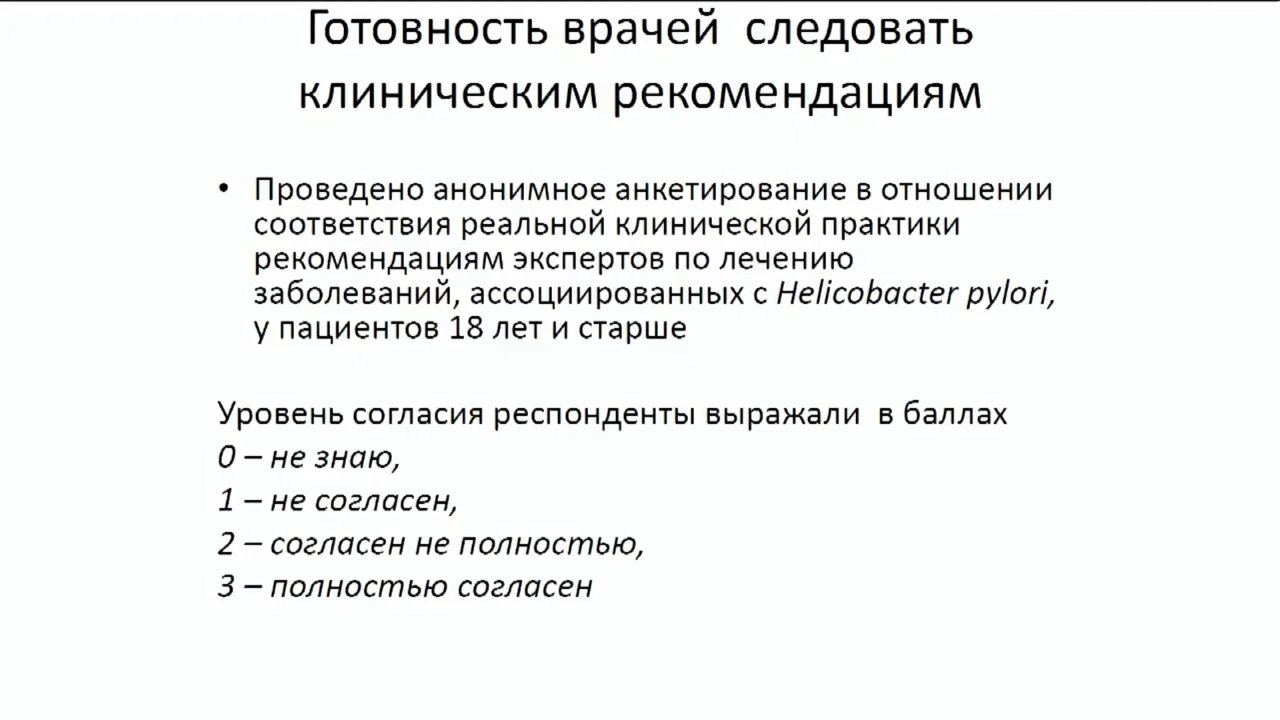 Готовность врачей  следовать
клиническим рекомендациям
• Проведено анонимное анкетирование в отношении
соответствия реальной клинической практики
рекомендациям экспертов по лечению
заболеваний, ассоциированных с Helicobacter pylori,
у пациентов 18 лет и старше
Уровень согласия респонденты выражали  в баллах
0 – не знаю,
1 – не согласен,
2 – согласен не полностью,
3 – полностью согласен